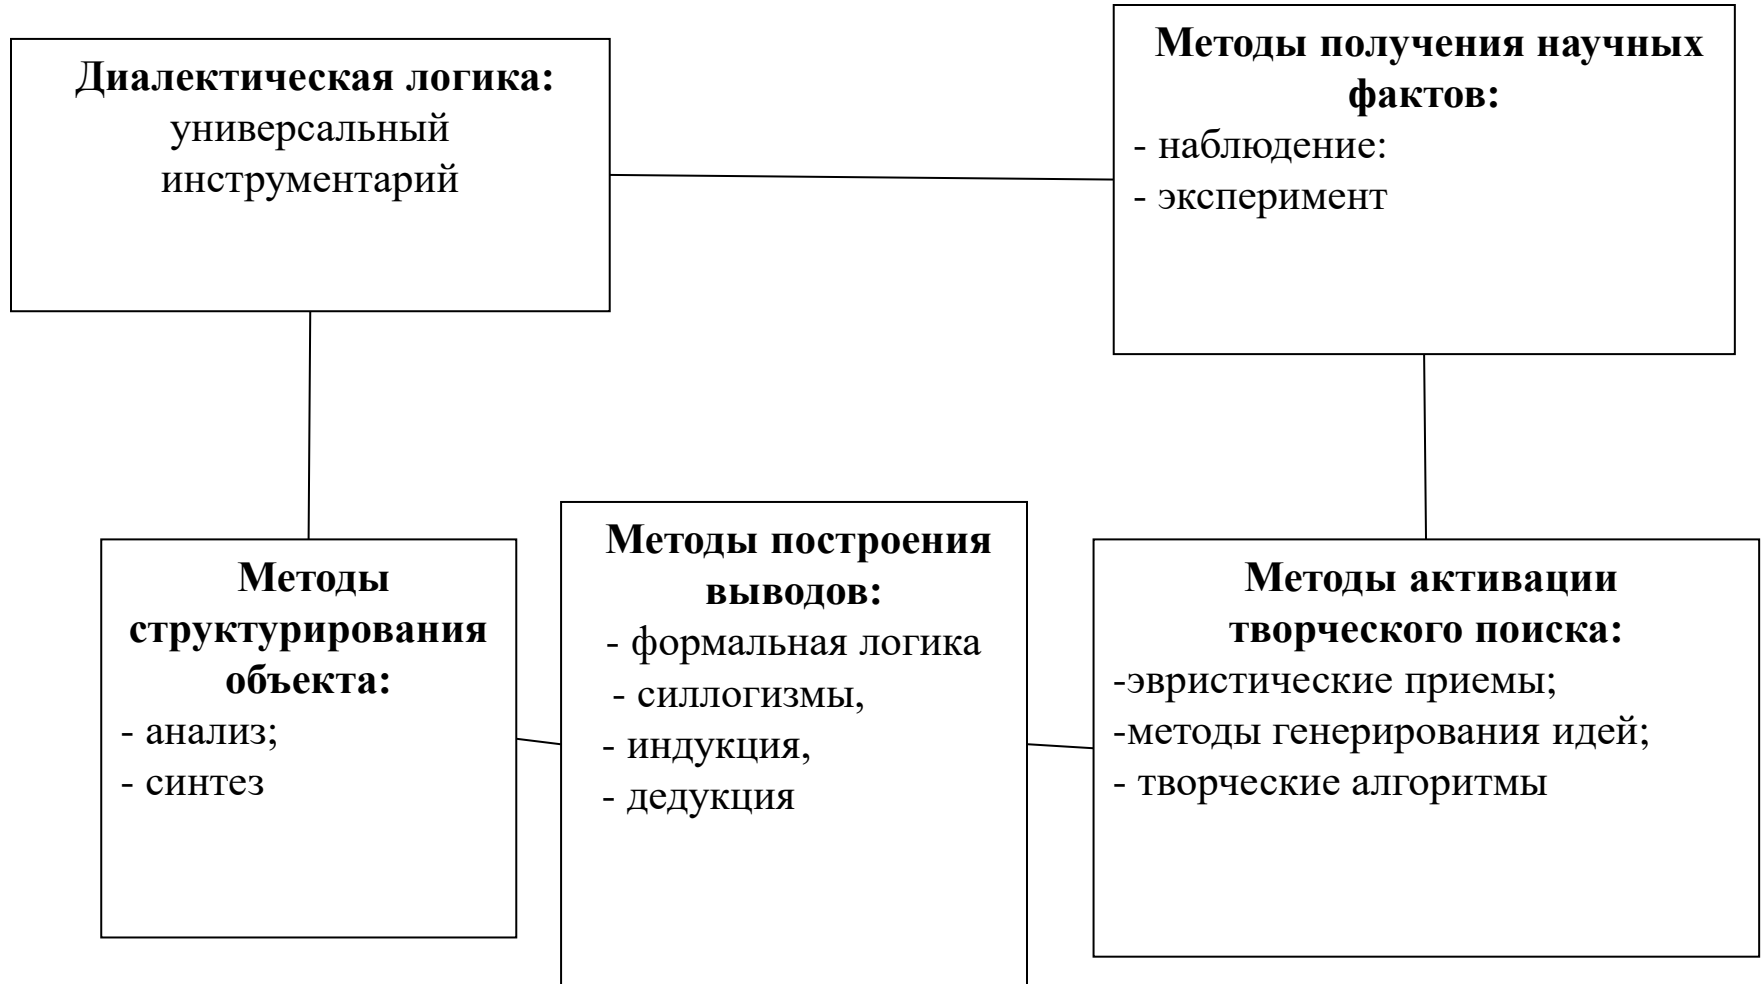 Диалектическая логика:
универсальный
инструментарий
Методы получения научных
фактов:
- наблюдение:
- эксперимент
Методы
структурирования
объекта:
- анализ;
- синтез
Методы построения
выводов:
- формальная логика
- силлогизмы,
- индукция,
- дедукция
Методы активации
творческого поиска:
-эвристические приемы;
-методы генерирования идей;
- творческие алгоритмы